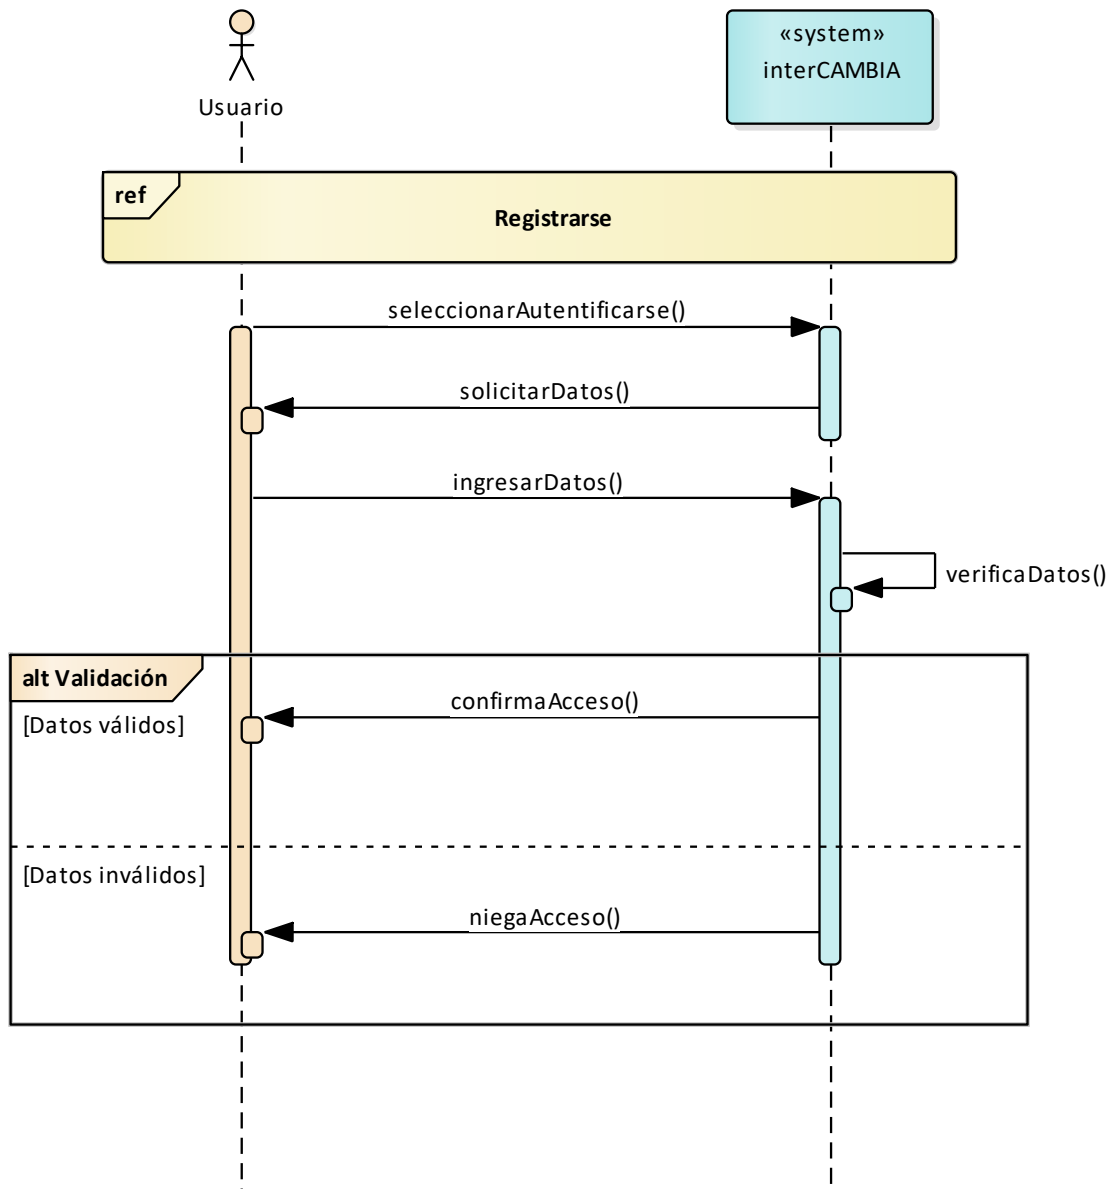 «system»
interCAMBIA
Usuario
ref
Registrarse
seleccionarAutentificarse()
solicitarDatos()
ingresarDatos()
verificaDatos()
alt Validación
confirmaAcceso()
[Datos válidos]
[Datos inválidos]
niegaAcceso()